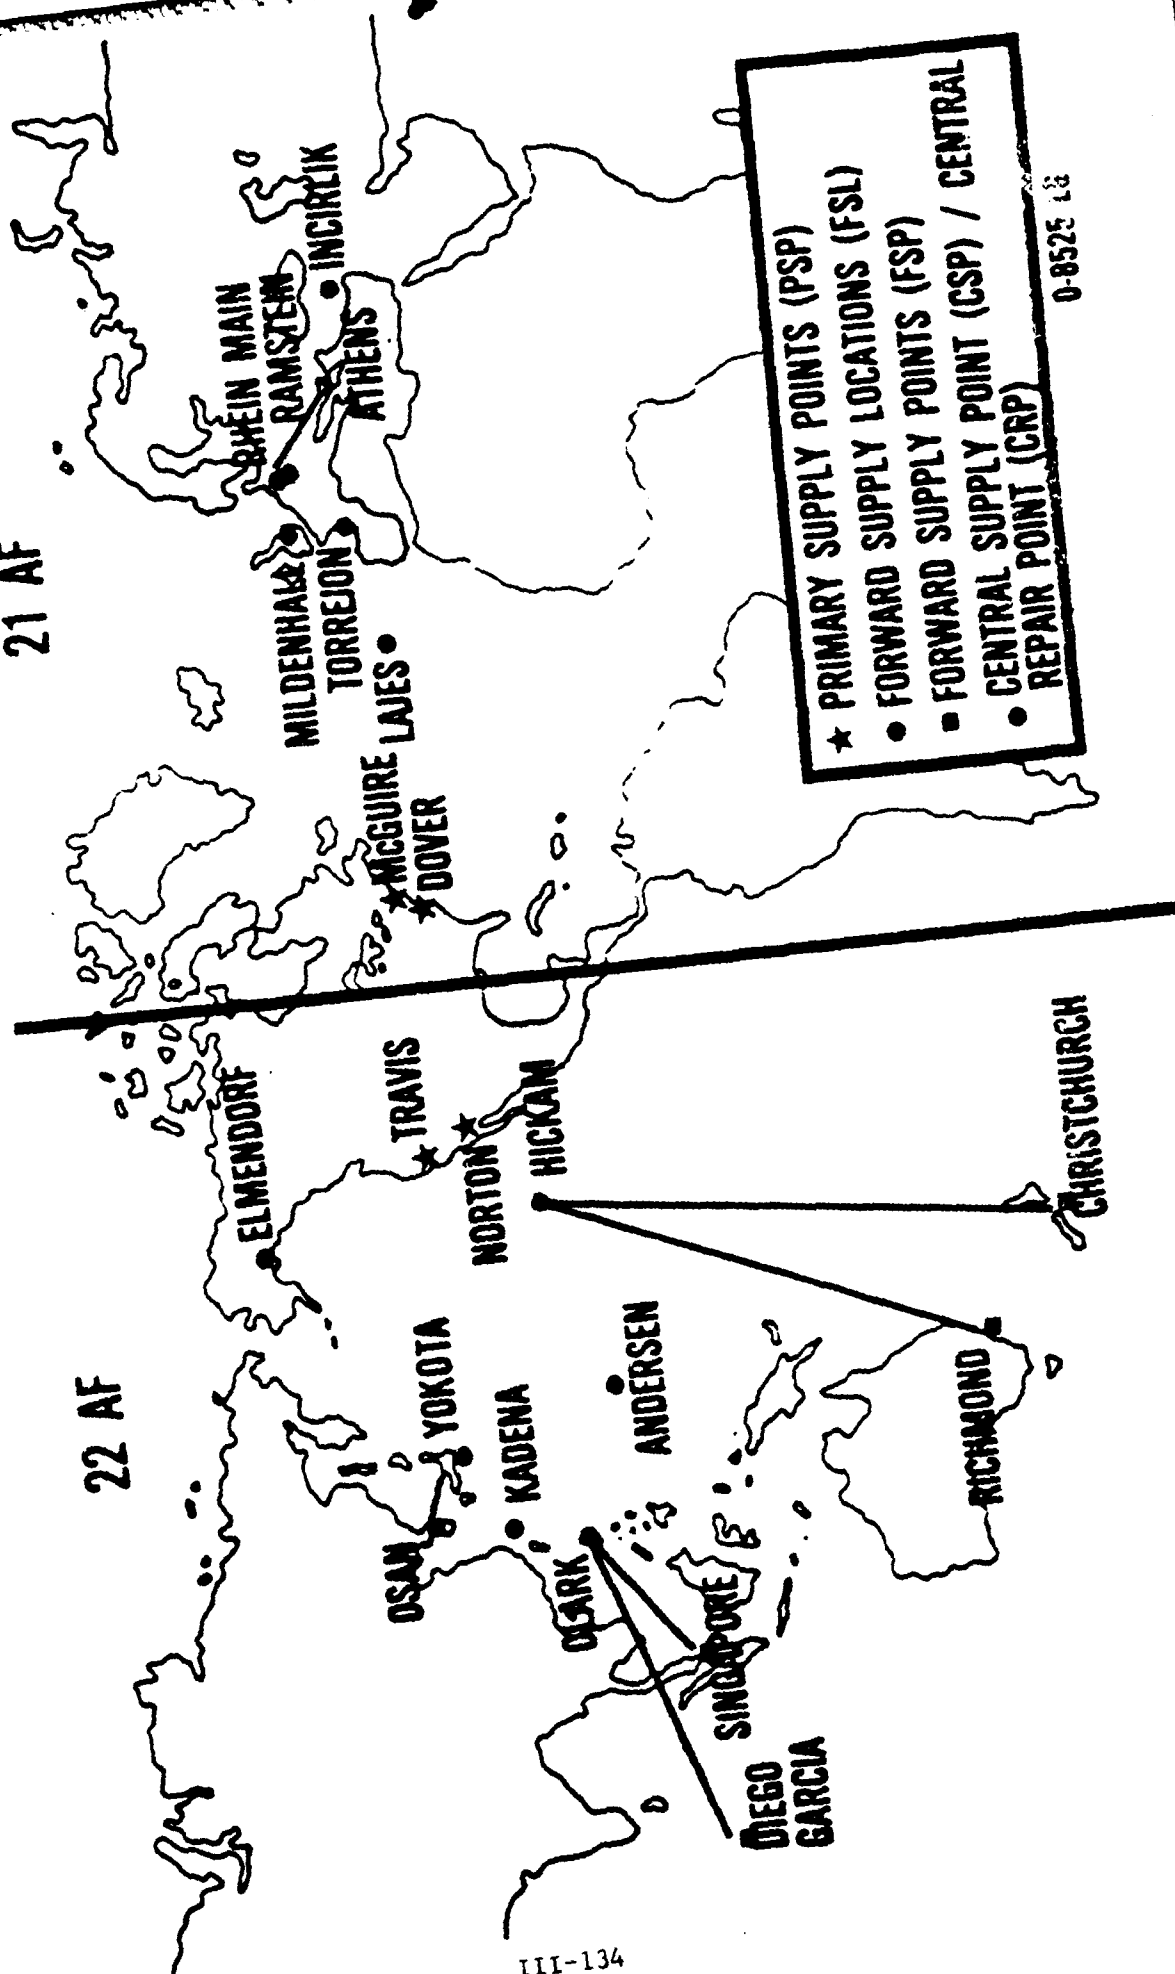 22 AF
21 AF
ELMENDORF
TRAVIS
NORTON
HICKAM
YOKOTA
OSAN
KADENA
CLARK
ANDERSEN
SINGAPORE
DIEGO
GARCIA
RICHMOND
CHRISTCHURCH
McGUIRE
DOVER
LAJES
MILDENHALL
TORREJON
RHEIN MAIN
RAMSTEIN
INCIRLIK
ATHENS
★ PRIMARY SUPPLY POINTS (PSP)
● FORWARD SUPPLY LOCATIONS (FSL)
■ FORWARD SUPPLY POINTS (FSP)
CENTRAL SUPPLY POINT (CSP) / CENTRAL
● REPAIR POINT (CRP)
III-134